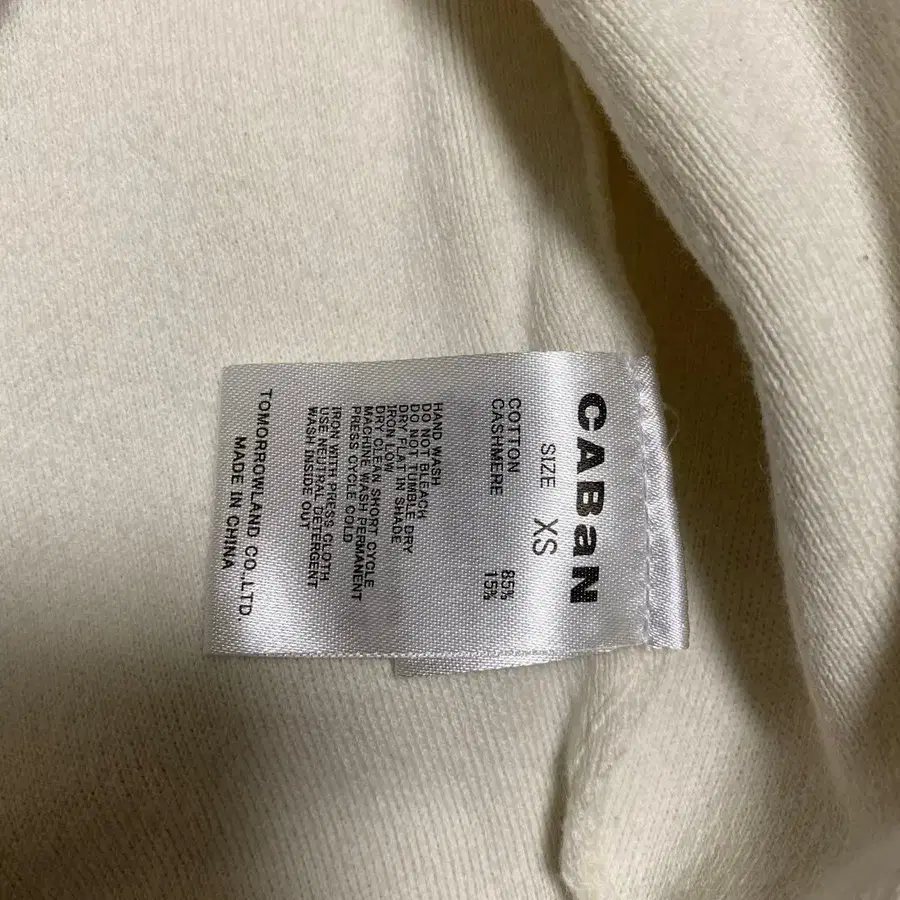 CABaN
SIZE XS
COTTON 85%
CASHMERE 15%
HAND WASH
DO NOT BLEACH
DO NOT TUMBLE DRY
DRY FLAT IN SHADE
IRON LOW
DRY CLEAN SHORT CYCLE
MACHINE WASH PERMANENT
PRESS CYCLE COLD
IRON WITH PRESS CLOTH
USE NEUTRAL DETERGENT
WASH INSIDE OUT
TOMORROWLAND CO.,LTD.
MADE IN CHINA